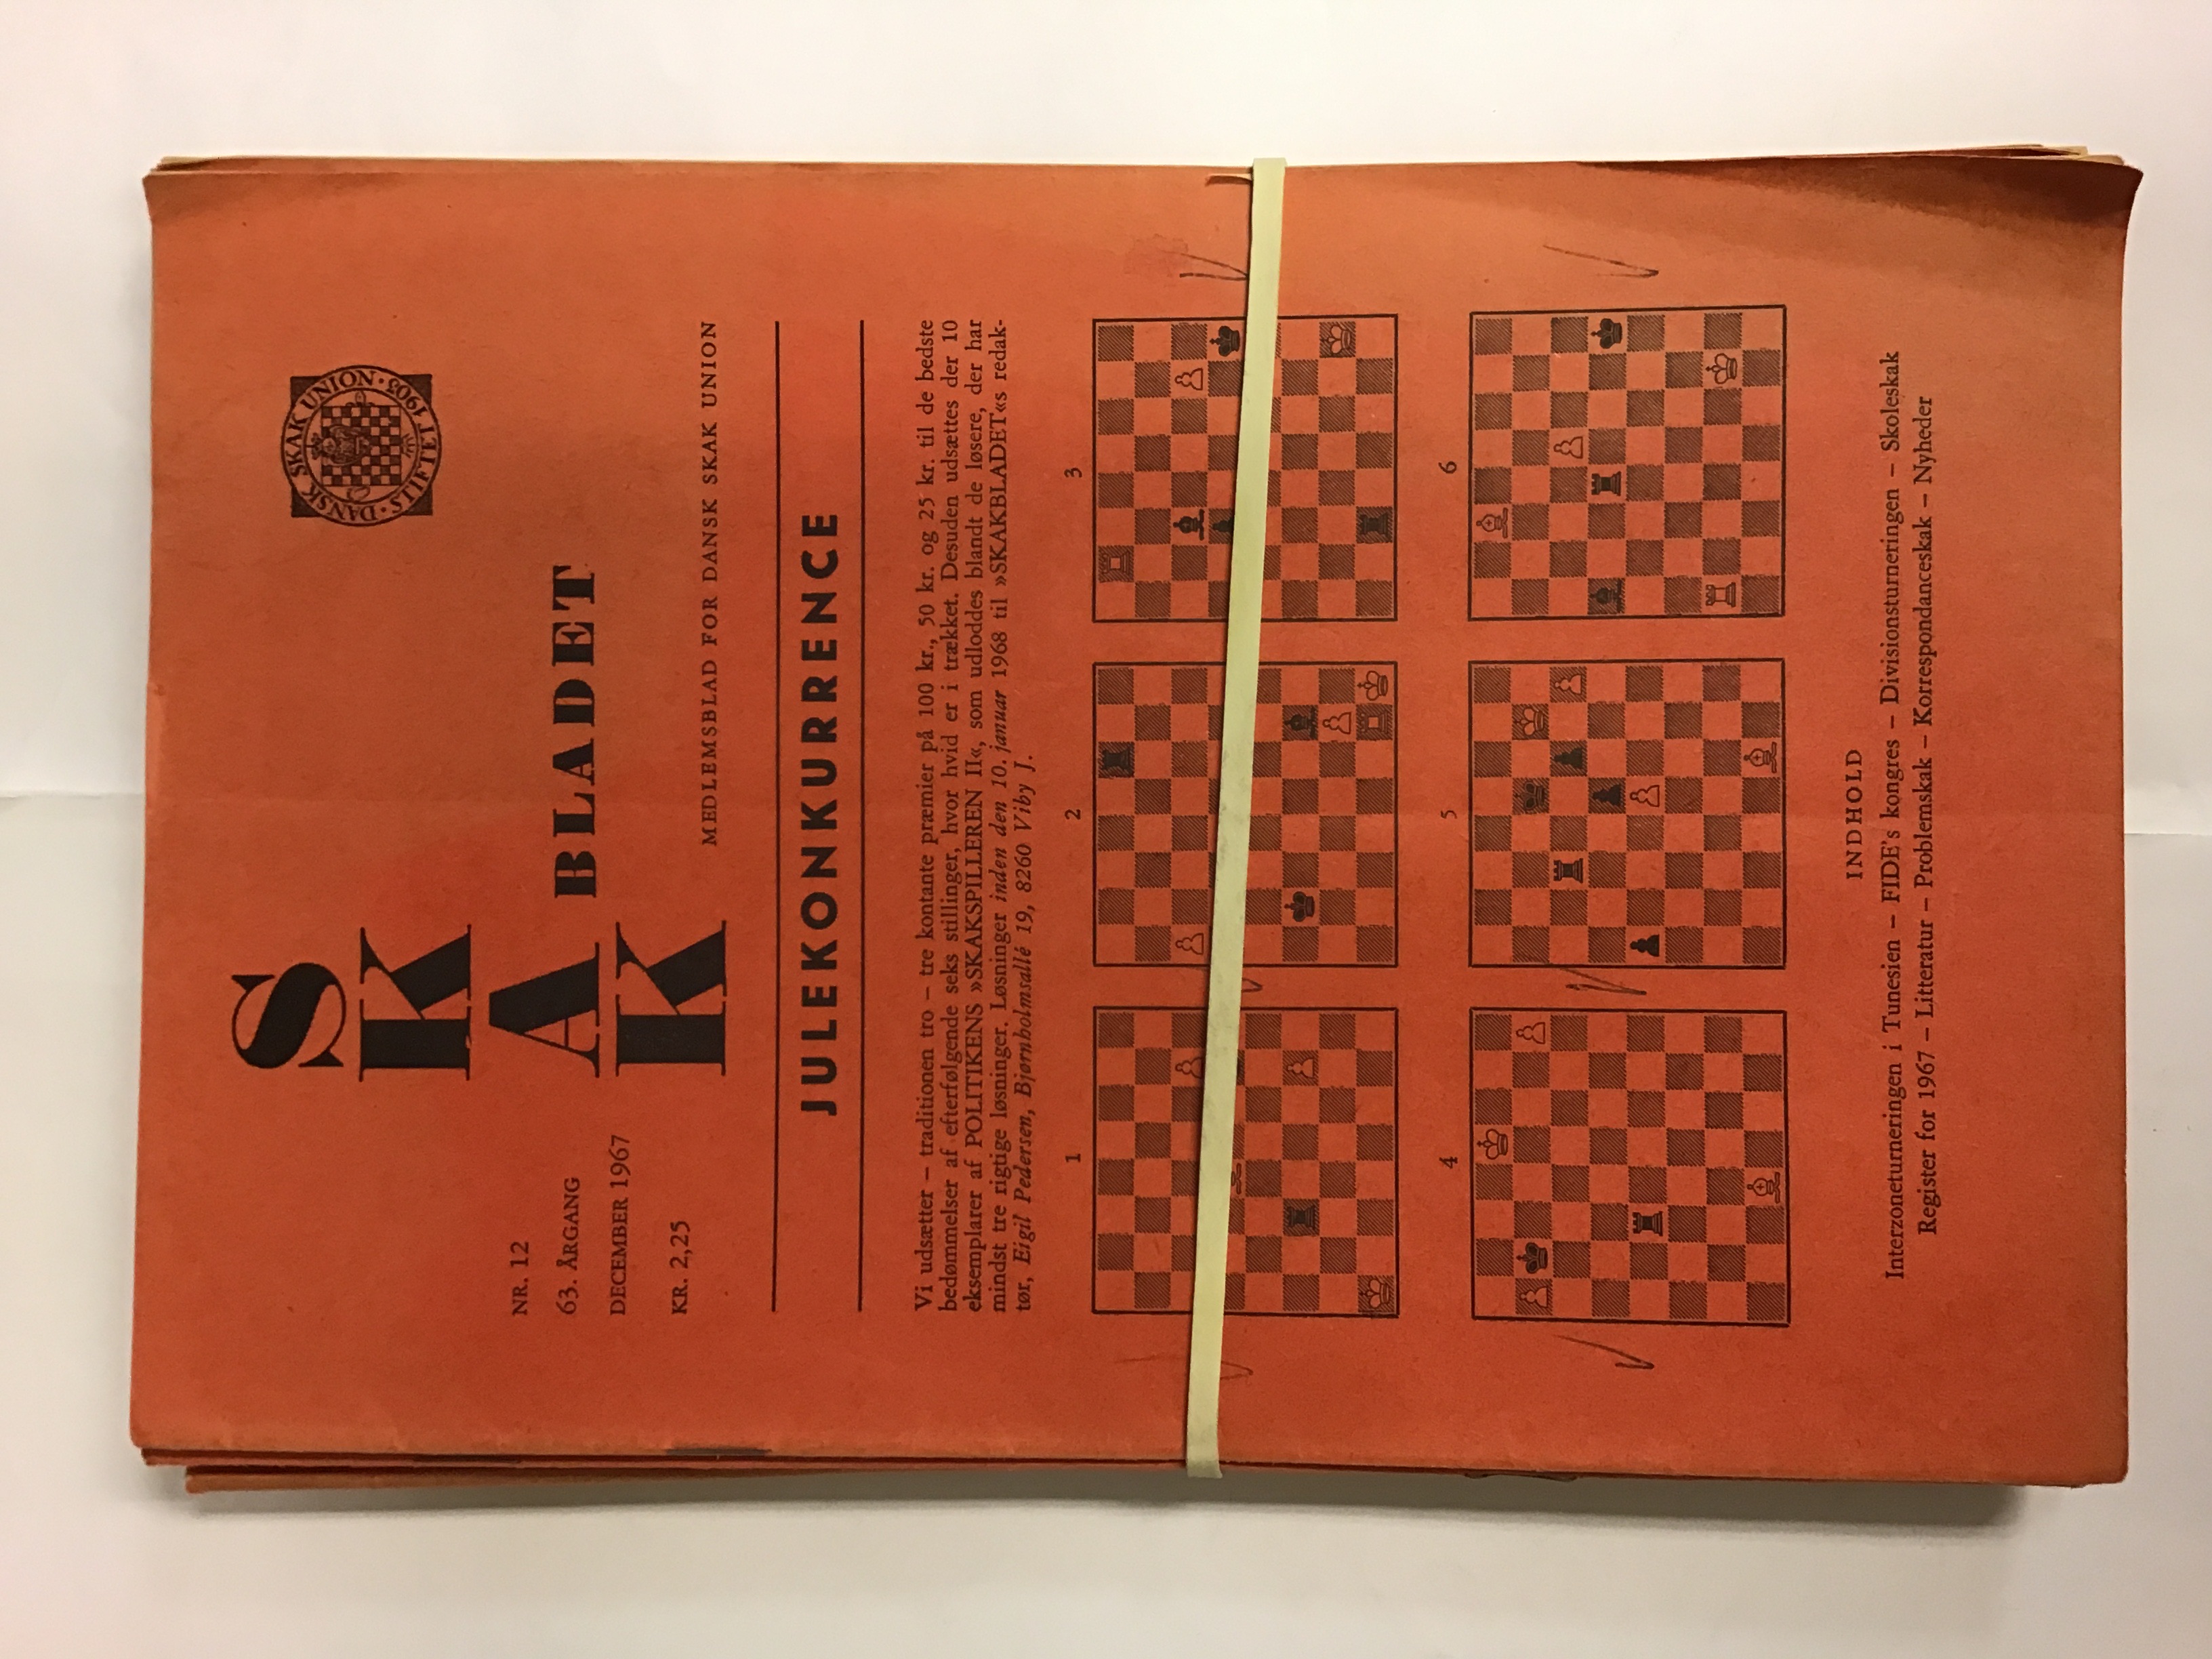 S
K
A BLADET
K
DANSK SKAK UNION · STIFTET 1903 ·
NR. 12
63. ÅRGANG
DECEMBER 1967
KR. 2,25
MEDLEMSBLAD FOR DANSK SKAK UNION
JULEKONKURRENCE
Vi udsætter – traditionen tro – tre kontante præmier på 100 kr., 50 kr. og 25 kr. til de bedste
bedømmelser af efterfølgende seks stillinger, hvor hvid er i trækket. Desuden udsættes der 10
eksemplarer af POLITIKENS »SKAKSPILLEREN II«, som udloddes blandt de løsere, der har
mindst tre rigtige løsninger. Løsninger inden den 10. januar 1968 til »SKAKBLADET«s redak-
tør, Eigil Pedersen, Bjørnholmsallé 19, 8260 Viby J.
1 2 3
4 5 6
INDHOLD
Interzoneturneringen i Tunesien – FIDE's kongres – Divisionsturneringen – Skoleskak
Register for 1967 – Litteratur – Problemskak – Korrespondanceskak – Nyheder